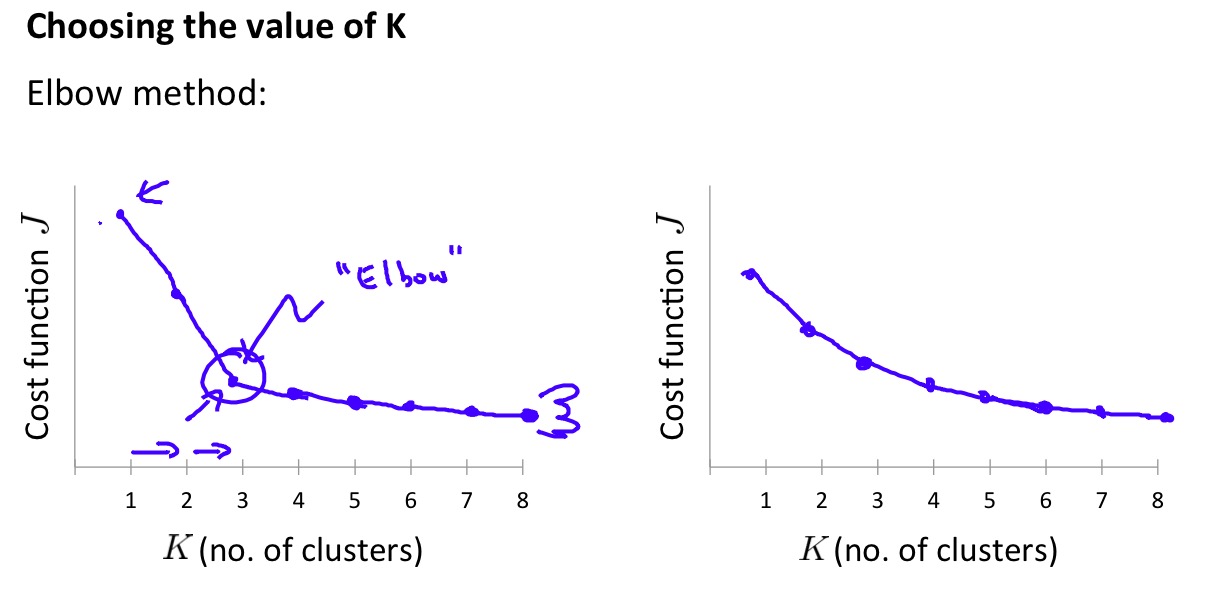 Choosing the value of K
Elbow method:
"Elbow"
Cost function J
1 2 3 4 5 6 7 8
K (no. of clusters)
Cost function J
1 2 3 4 5 6 7 8
K (no. of clusters)